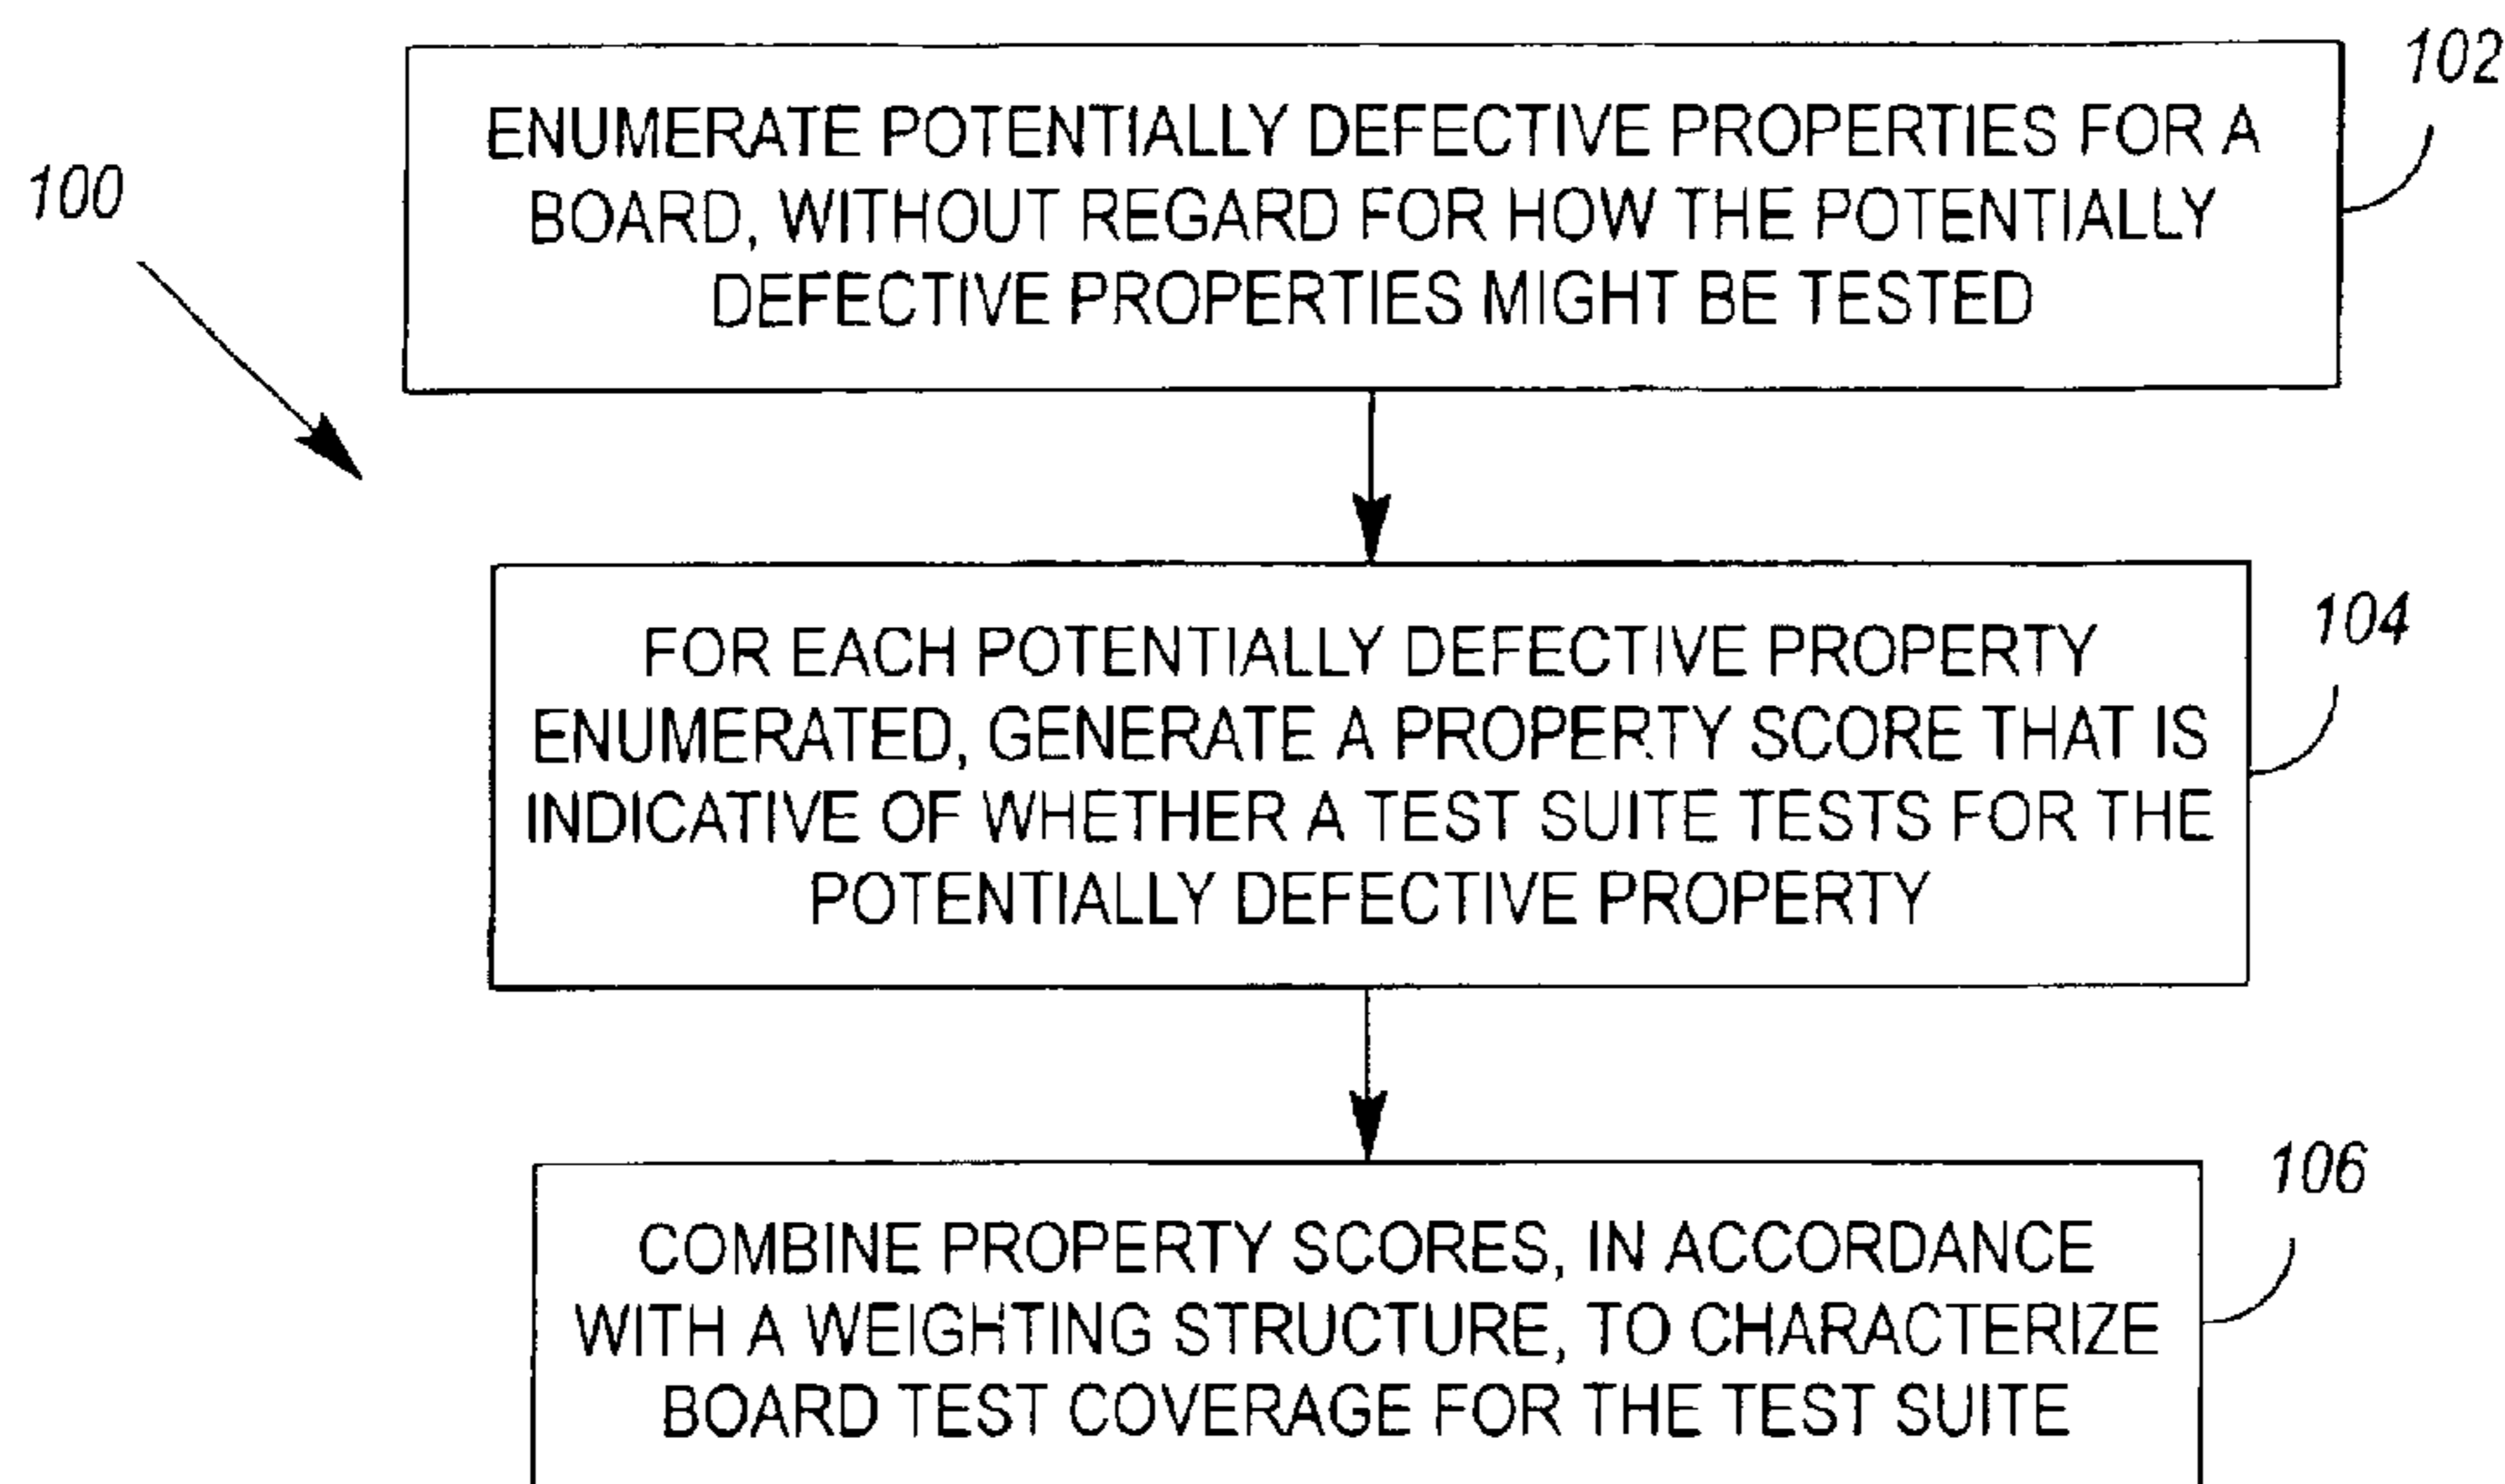 102
ENUMERATE POTENTIALLY DEFECTIVE PROPERTIES FOR A
BOARD, WITHOUT REGARD FOR HOW THE POTENTIALLY
DEFECTIVE PROPERTIES MIGHT BE TESTED
100
104
FOR EACH POTENTIALLY DEFECTIVE PROPERTY
ENUMERATED, GENERATE A PROPERTY SCORE THAT IS
INDICATIVE OF WHETHER A TEST SUITE TESTS FOR THE
POTENTIALLY DEFECTIVE PROPERTY
106
COMBINE PROPERTY SCORES, IN ACCORDANCE
WITH A WEIGHTING STRUCTURE, TO CHARACTERIZE
BOARD TEST COVERAGE FOR THE TEST SUITE